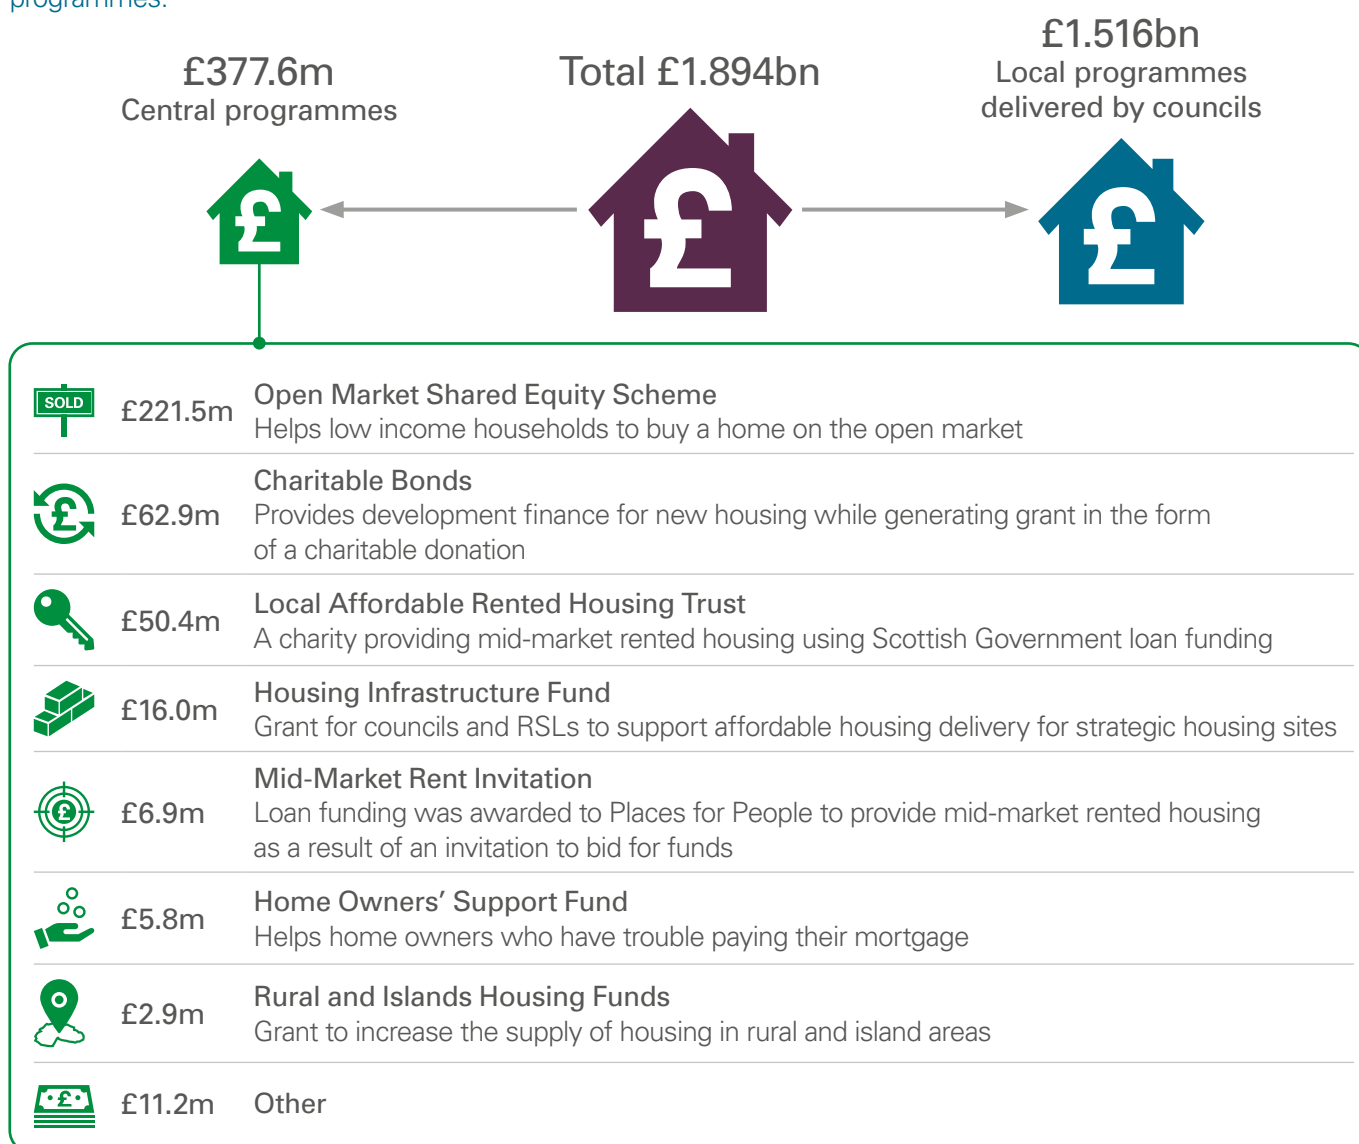 programmes.
£377.6m
Central programmes
Total £1.894bn
£1.516bn
Local programmes
delivered by councils
£
£
£
SOLD
£221.5m
Open Market Shared Equity Scheme
Helps low income households to buy a home on the open market
£
£62.9m
Charitable Bonds
Provides development finance for new housing while generating grant in the form
of a charitable donation
£50.4m
Local Affordable Rented Housing Trust
A charity providing mid-market rented housing using Scottish Government loan funding
£16.0m
Housing Infrastructure Fund
Grant for councils and RSLs to support affordable housing delivery for strategic housing sites
£
£6.9m
Mid-Market Rent Invitation
Loan funding was awarded to Places for People to provide mid-market rented housing
as a result of an invitation to bid for funds
£5.8m
Home Owners’ Support Fund
Helps home owners who have trouble paying their mortgage
£2.9m
Rural and Islands Housing Funds
Grant to increase the supply of housing in rural and island areas
£
£11.2m
Other